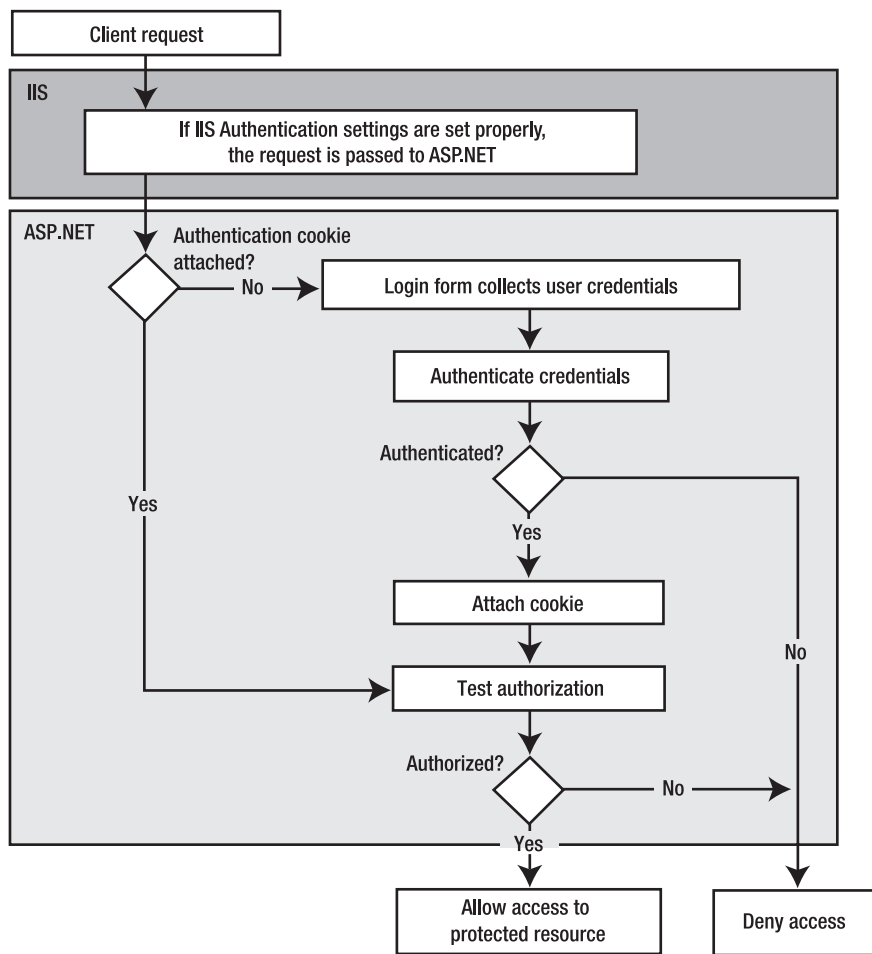 Client request
IIS
If IIS Authentication settings are set properly,
the request is passed to ASP.NET
ASP.NET
Authentication cookie
attached?
No
Login form collects user credentials
Authenticate credentials
Authenticated?
Yes
Yes
Attach cookie
No
Test authorization
Authorized?
No
Yes
Allow access to
protected resource
Deny access